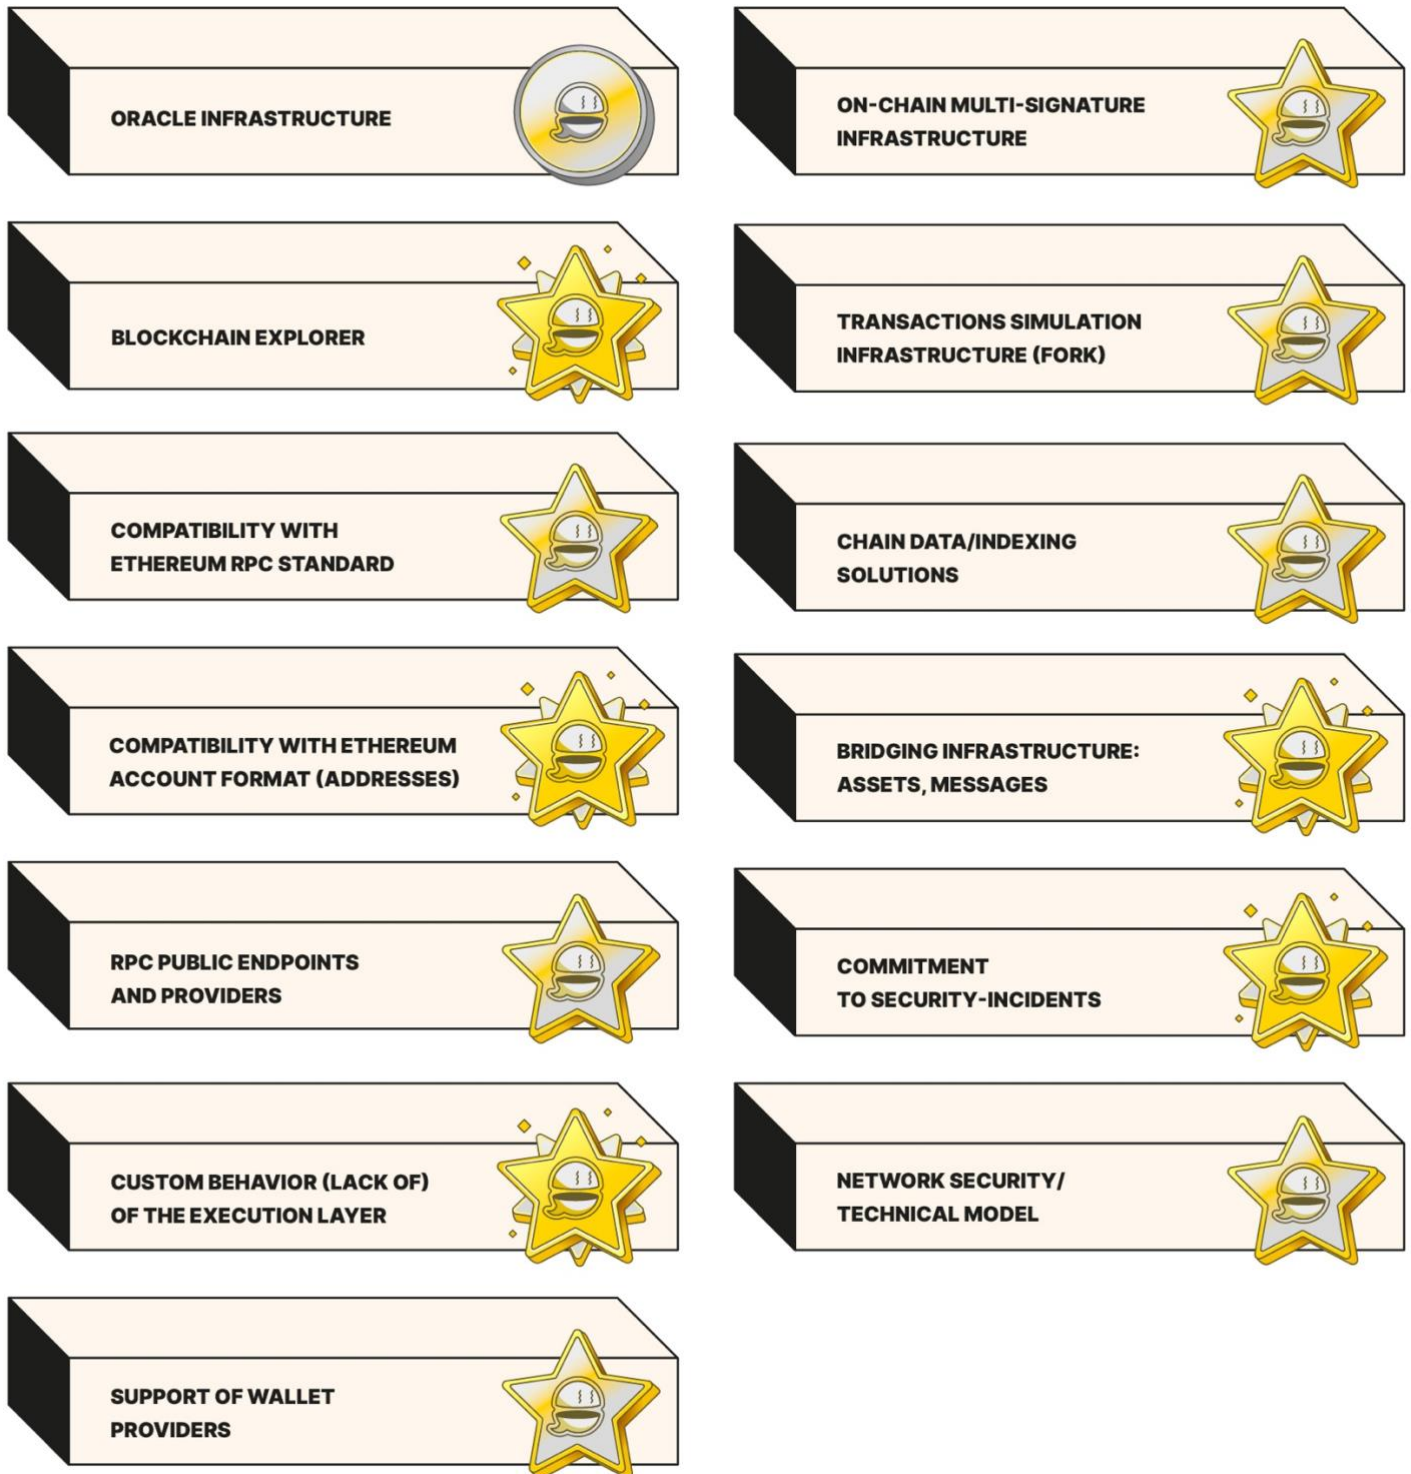 ORACLE INFRASTRUCTURE
BLOCKCHAIN EXPLORER
COMPATIBILITY WITH
ETHEREUM RPC STANDARD
COMPATIBILITY WITH ETHEREUM
ACCOUNT FORMAT (ADDRESSES)
RPC PUBLIC ENDPOINTS
AND PROVIDERS
CUSTOM BEHAVIOR (LACK OF)
OF THE EXECUTION LAYER
SUPPORT OF WALLET
PROVIDERS
ON-CHAIN MULTI-SIGNATURE
INFRASTRUCTURE
TRANSACTIONS SIMULATION
INFRASTRUCTURE (FORK)
CHAIN DATA/INDEXING
SOLUTIONS
BRIDGING INFRASTRUCTURE:
ASSETS, MESSAGES
COMMITMENT
TO SECURITY-INCIDENTS
NETWORK SECURITY/
TECHNICAL MODEL